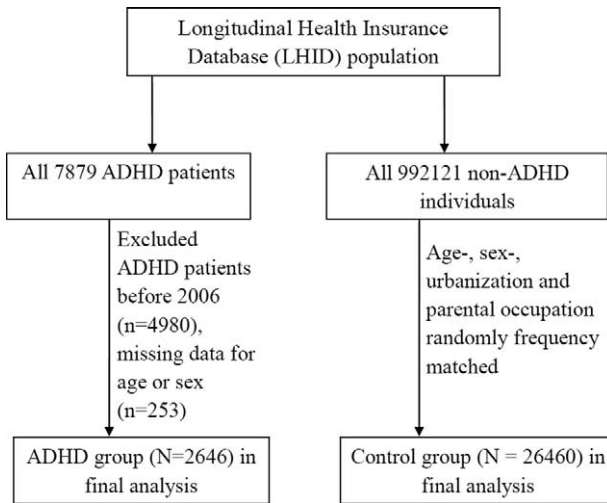 Longitudinal Health Insurance
Database (LHID) population
All 7879 ADHD patients
All 992121 non-ADHD
individuals
Excluded
ADHD patients
before 2006
(n=4980),
missing data for
age or sex
(n=253)
Age-, sex-,
urbanization and
parental occupation
randomly frequency
matched
ADHD group (N=2646) in
final analysis
Control group (N = 26460) in
final analysis